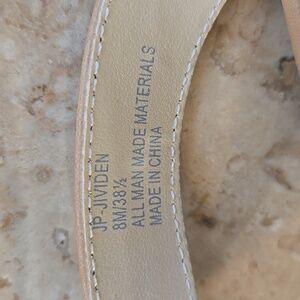 JP-JIVIDEN
8M/38½
ALL MAN MADE MATERIALS
MADE IN CHINA